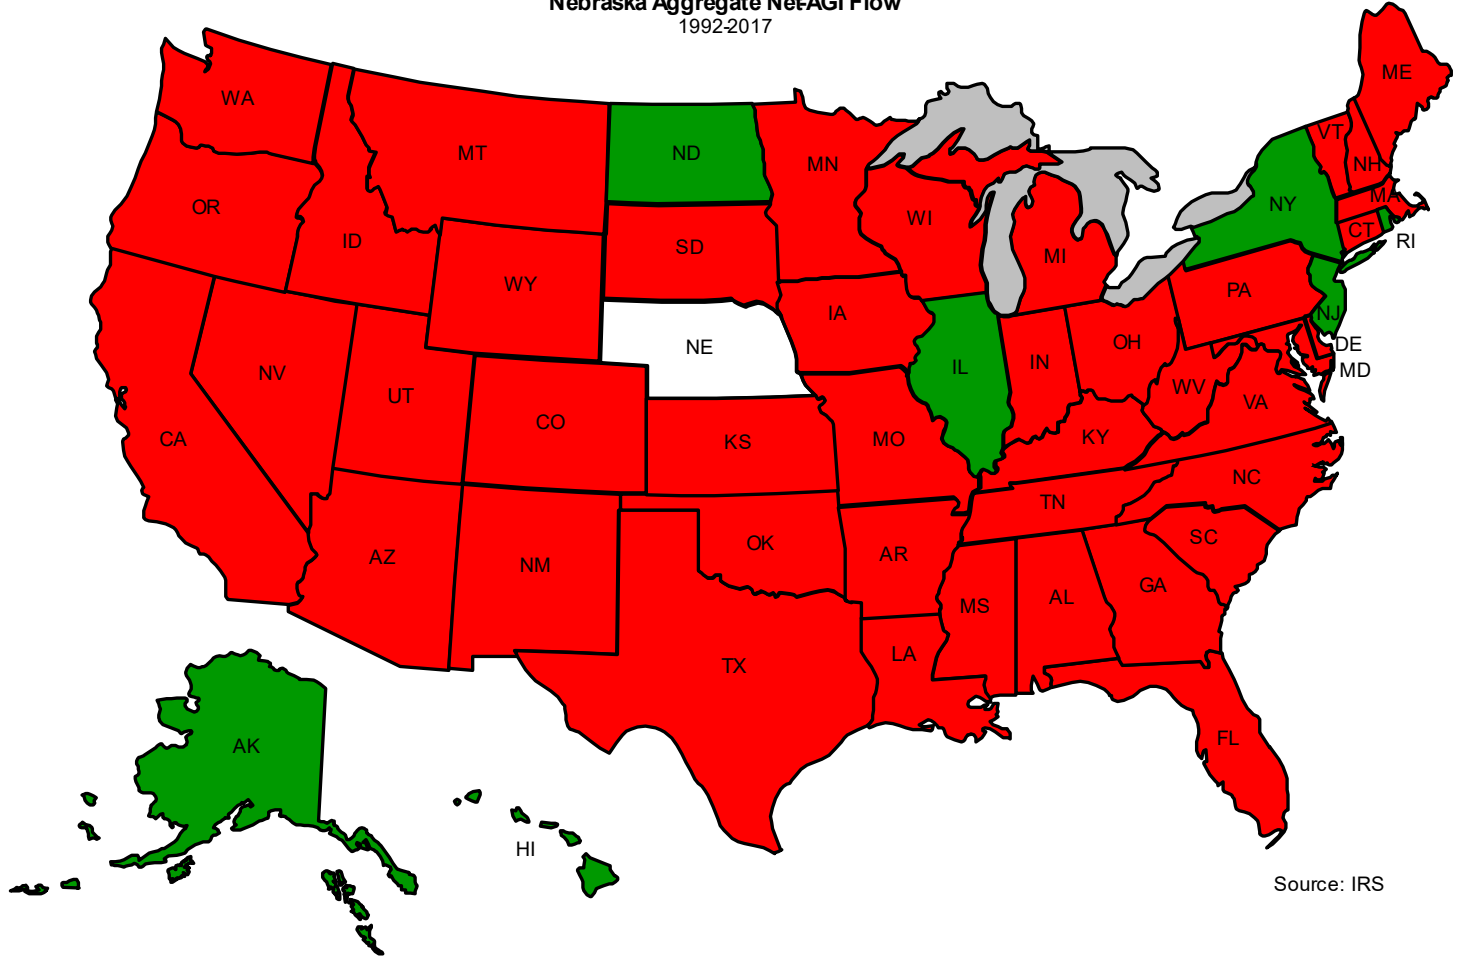 Nebraska Aggregate Net-AGI Flow
1992-2017
ME
WA
VT
MT
ND
MN
NH
MA
OR
NY
WI
CT
RI
ID
SD
MI
WY
PA
IA
NJ
NE
OH
DE
IN
MD
NV
IL
WV
UT
VA
CO
CA
KS
MO
KY
NC
TN
SC
AZ
OK
AR
NM
GA
MS
AL
LA
TX
FL
AK
HI
Source: IRS